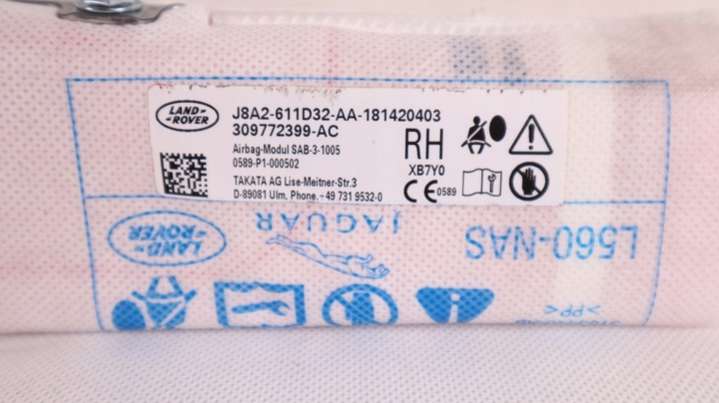 LAND-
-ROVER
J8A2-611D32-AA-181420403
309772399-AC
Airbag-Modul SAB-3-1005
0589-P1-000502
TAKATA AG Lise-Meitner-Str.3
D-89081 Ulm, Phone.+49 731 9532-0
RH
XB7Y0
CE 0589
LAND-
-ROVER
JAGUAR
L560-NAS
>PP<